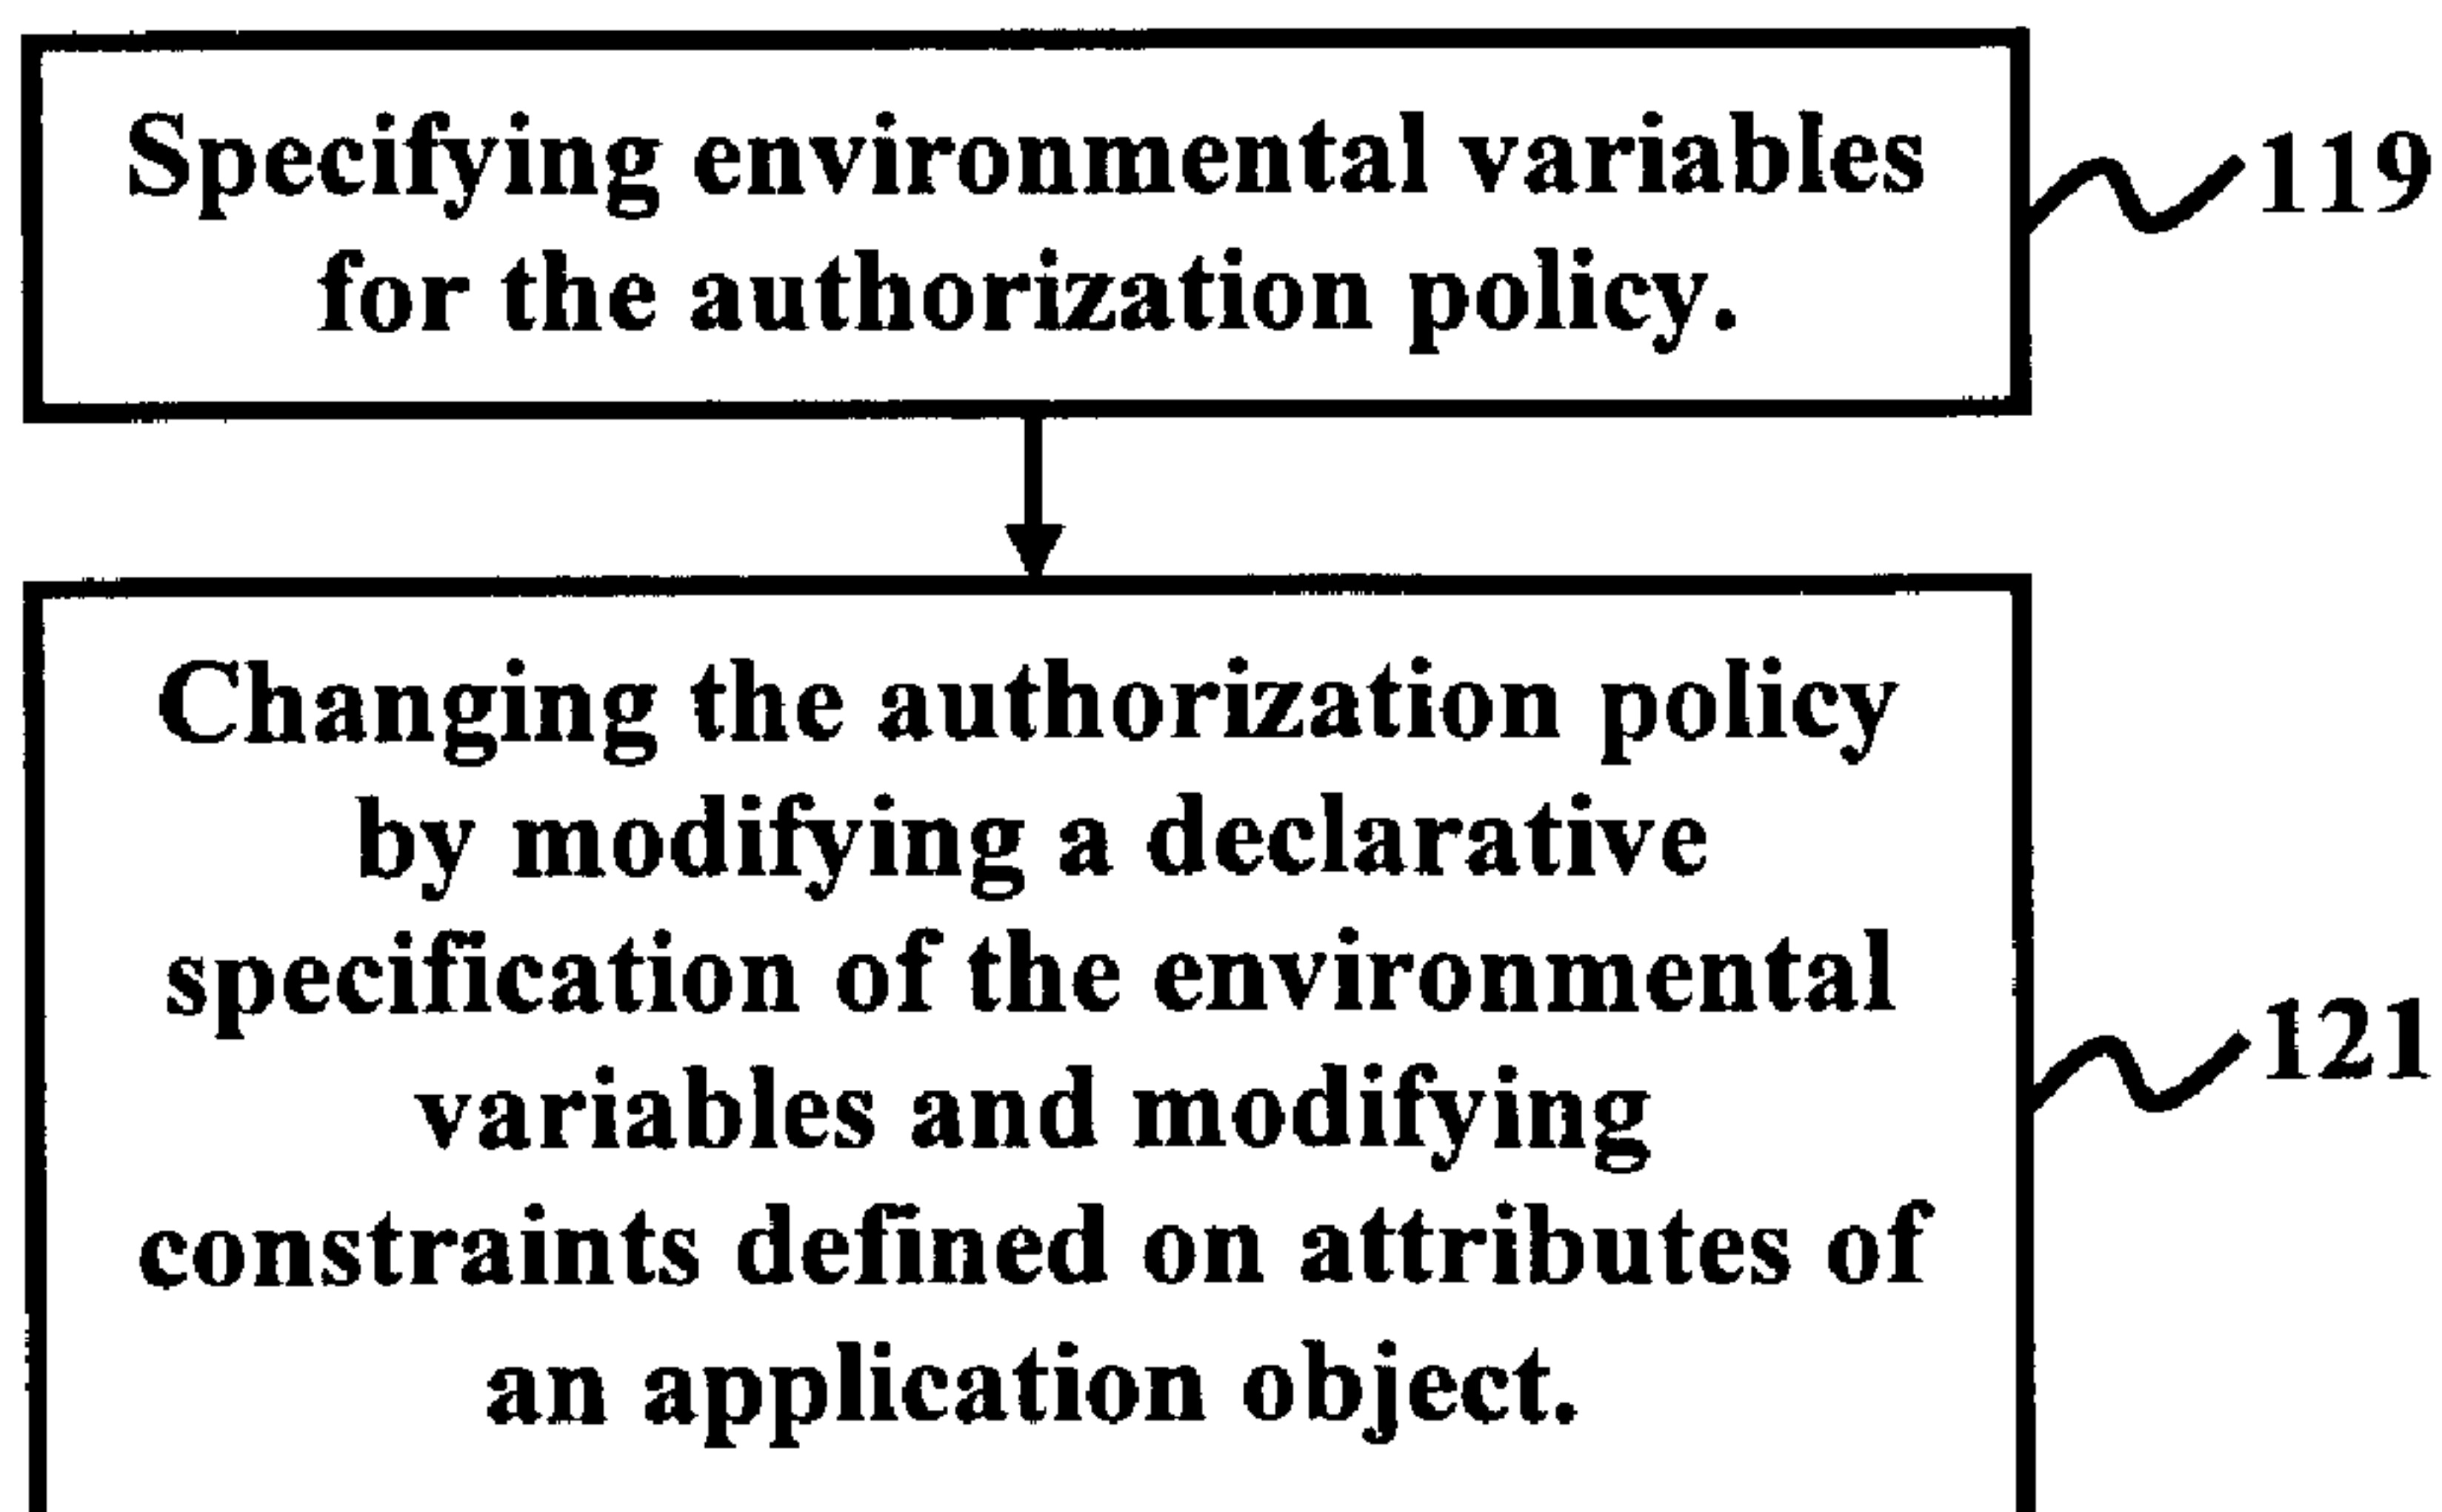 Specifying environmental variables
for the authorization policy.
119
Changing the authorization policy
by modifying a declarative
specification of the environmental
variables and modifying
constraints defined on attributes of
an application object.
121